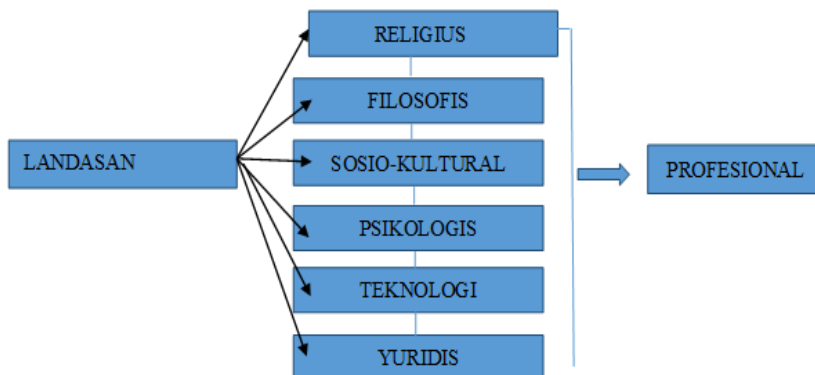 LANDASAN
RELIGIUS
FILOSOFIS
SOSIO-KULTURAL
PSIKOLOGIS
TEKNOLOGI
YURIDIS
PROFESIONAL